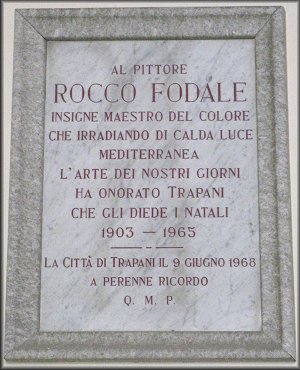 AL PITTORE
ROCCO FODALE
INSIGNE MAESTRO DEL COLORE
CHE IRRADIANDO DI CALDA LUCE
MEDITERRANEA
L'ARTE DEI NOSTRI GIORNI
HA ONORATO TRAPANI
CHE GLI DIEDE I NATALI
1903 — 1965
LA CITTÀ DI TRAPANI IL 9 GIUGNO 1968
A PERENNE RICORDO
Q. M. P.